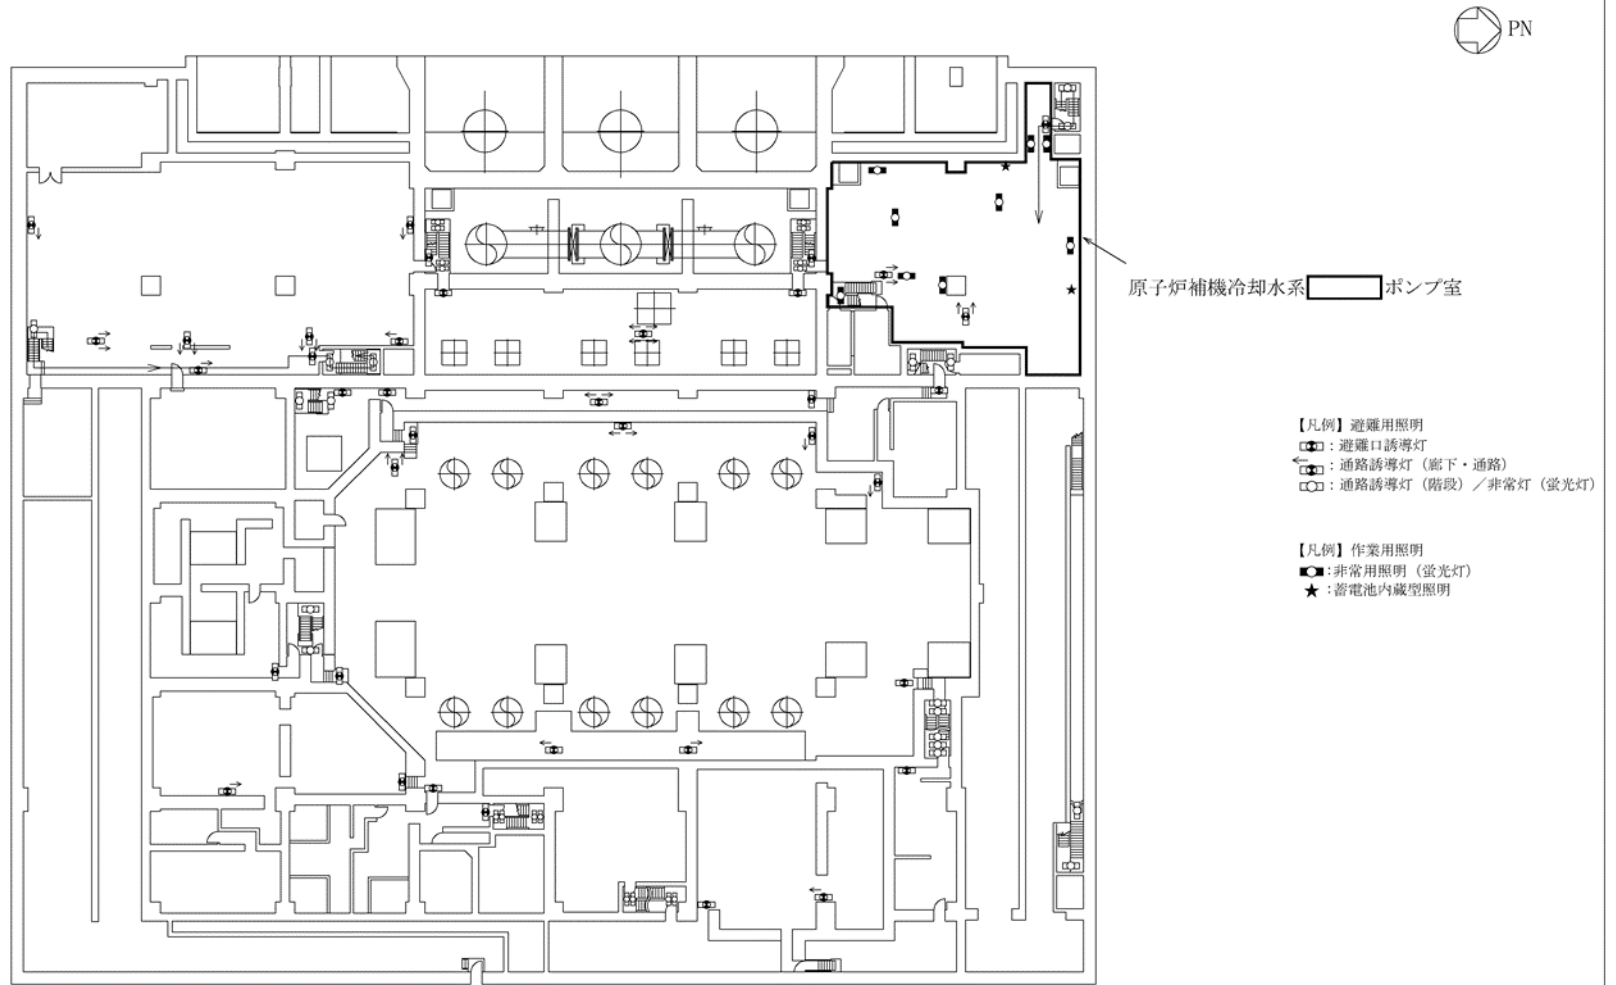 PN
原子炉補機冷却水系 ポンプ室
【凡例】避難用照明
：避難口誘導灯
：通路誘導灯（廊下・通路）
：通路誘導灯（階段）／非常灯（蛍光灯）
【凡例】作業用照明
：非常用照明（蛍光灯）
★：蓄電池内蔵型照明